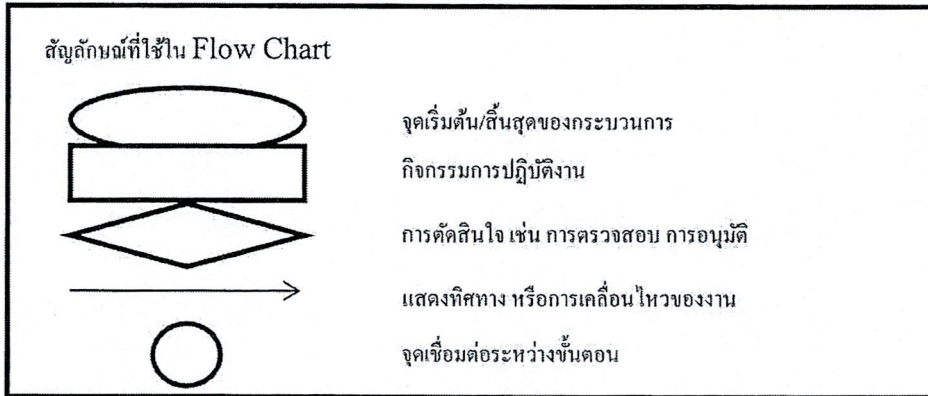 สัญลักษณ์ที่ใช้ใน Flow Chart
จุดเริ่มต้น/สิ้นสุดของกระบวนการ
กิจกรรมการปฏิบัติงาน
การตัดสินใจ เช่น การตรวจสอบ การอนุมัติ
แสดงทิศทาง หรือการเคลื่อนไหวของงาน
จุดเชื่อมต่อระหว่างขั้นตอน